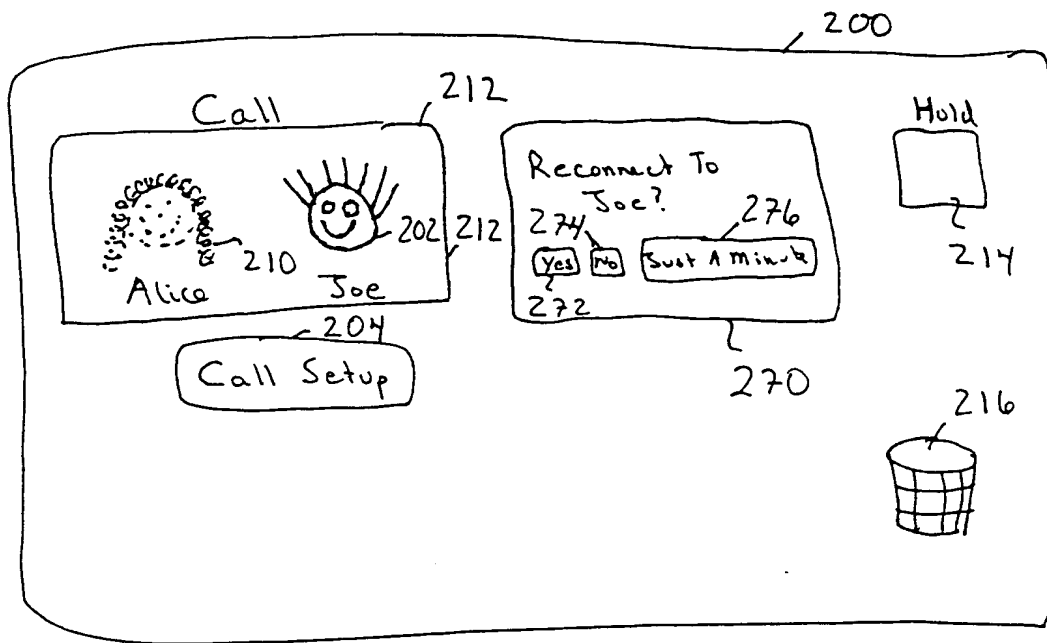 200
Call
212
Hold
Reconnect To
Joe?
274
276
202
212
210
Yes
No
Just A Minute
214
Alice
Joe
272
204
270
Call Setup
216